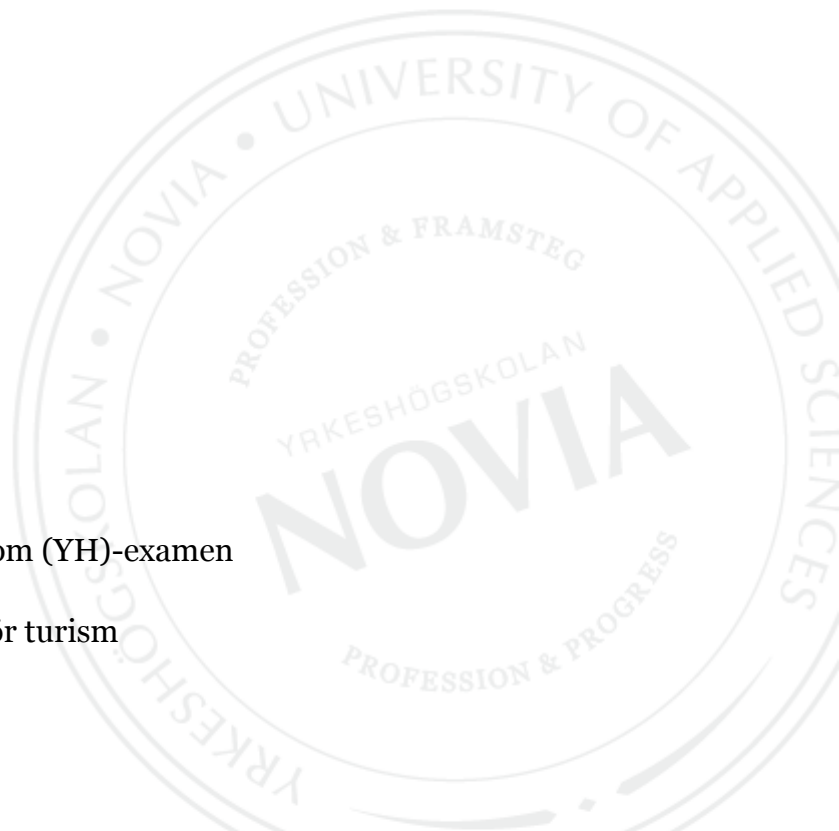 NOVIA • UNIVERSITY OF APPLIED SCIENCES
PROFESSION & FRAMSTEG
YRKESHÖGSKOLAN
NOVIA
om (YH)-examen
ör turism
PROFESSION & PROGRESS
YRKESHÖGSKOLAN